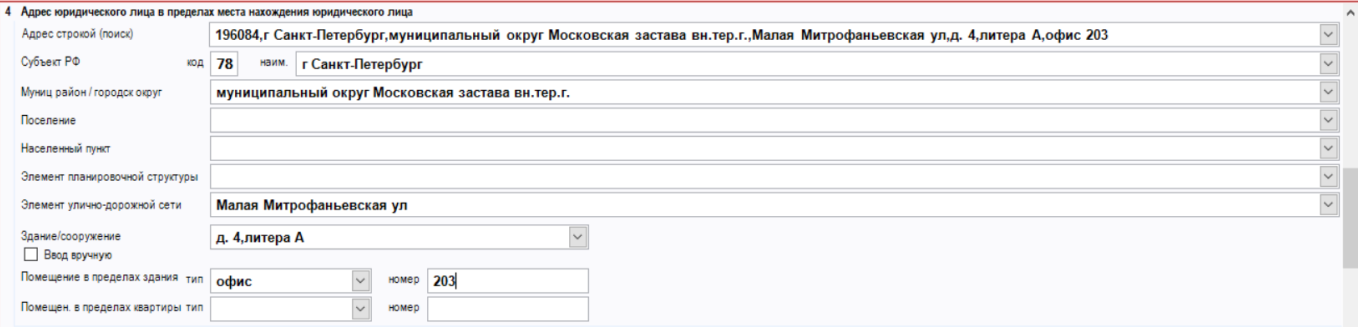 4 Адрес юридического лица в пределах места нахождения юридического лица
Адрес строкой (поиск) 196084,г Санкт-Петербург,муниципальный округ Московская застава вн.тер.г.,Малая Митрофаньевская ул,д. 4,литера А,офис 203
Субъект РФ код 78 наим. г Санкт-Петербург
Муниц район / городск округ муниципальный округ Московская застава вн.тер.г.
Поселение
Населенный пункт
Элемент планировочной структуры
Элемент улично-дорожной сети Малая Митрофаньевская ул
Здание/сооружение д. 4,литера А
Ввод вручную
Помещение в пределах здания тип офис номер 203
Помещен. в пределах квартиры тип номер